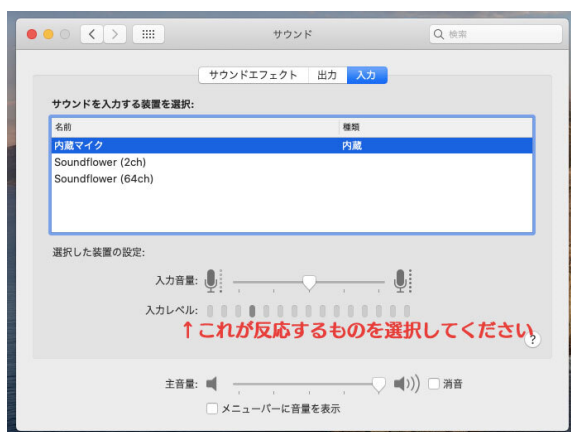 サウンド
検索
サウンドエフェクト 出力 入力
サウンドを入力する装置を選択:
名前 種類
内蔵マイク 内蔵
Soundflower (2ch)
Soundflower (64ch)
選択した装置の設定:
入力音量:
入力レベル:
↑これが反応するものを選択してください
?
主音量: 消音
メニューバーに音量を表示